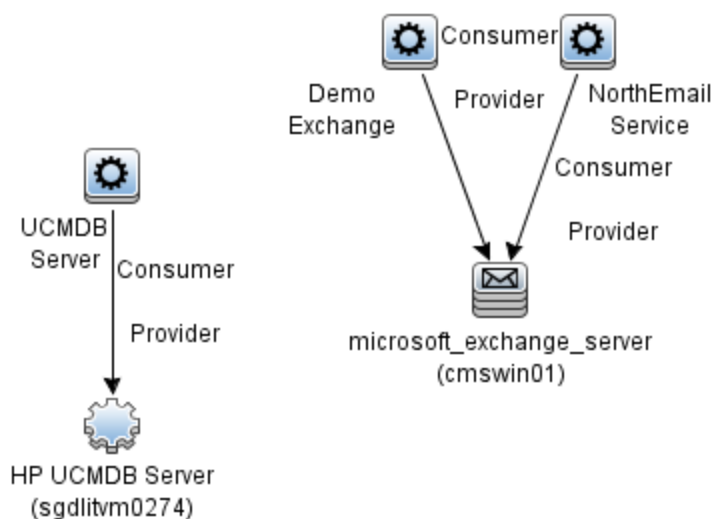 Consumer
Demo
Exchange
Provider
NorthEmail
Service
Consumer
Provider
microsoft_exchange_server
(cmswin01)
UCMDB
Server
Consumer
Provider
HP UCMDB Server
(sgdlitvm0274)